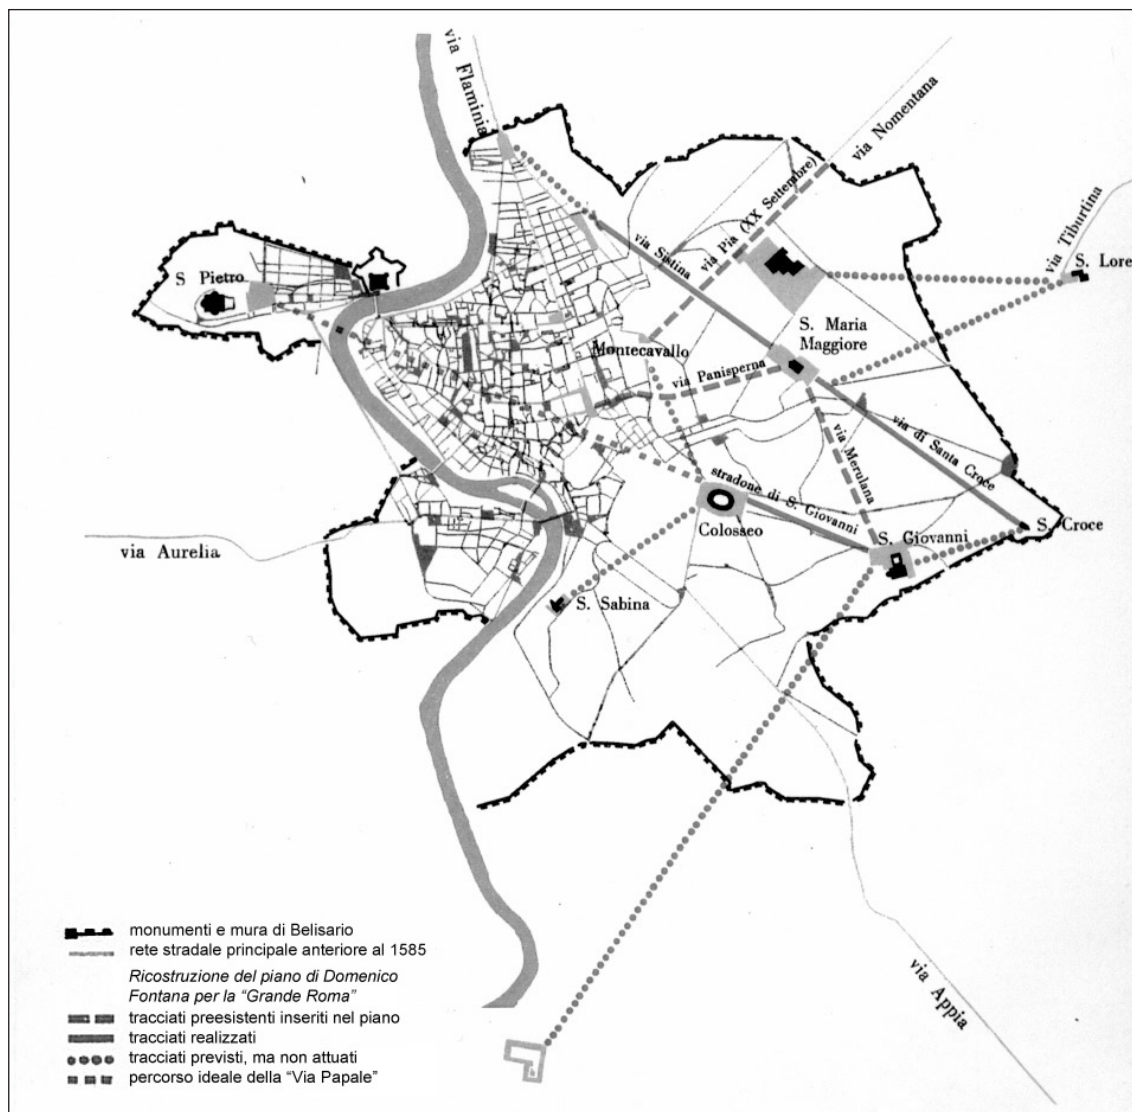 via Flaminia
via Nomentana
via Pia (XX Settembre)
via Tiburtina
via Sistina
S. Lore
S Pietro
S. Maria
Maggiore
Montecavallo
via Panisperna
via di Santa Croce
via Merulana
stradone di S. Giovanni
Colosseo
S. Giovanni
S. Croce
via Aurelia
S. Sabina
via Appia
monumenti e mura di Belisario
rete stradale principale anteriore al 1585
Ricostruzione del piano di Domenico
Fontana per la “Grande Roma”
tracciati preesistenti inseriti nel piano
tracciati realizzati
tracciati previsti, ma non attuati
percorso ideale della “Via Papale”